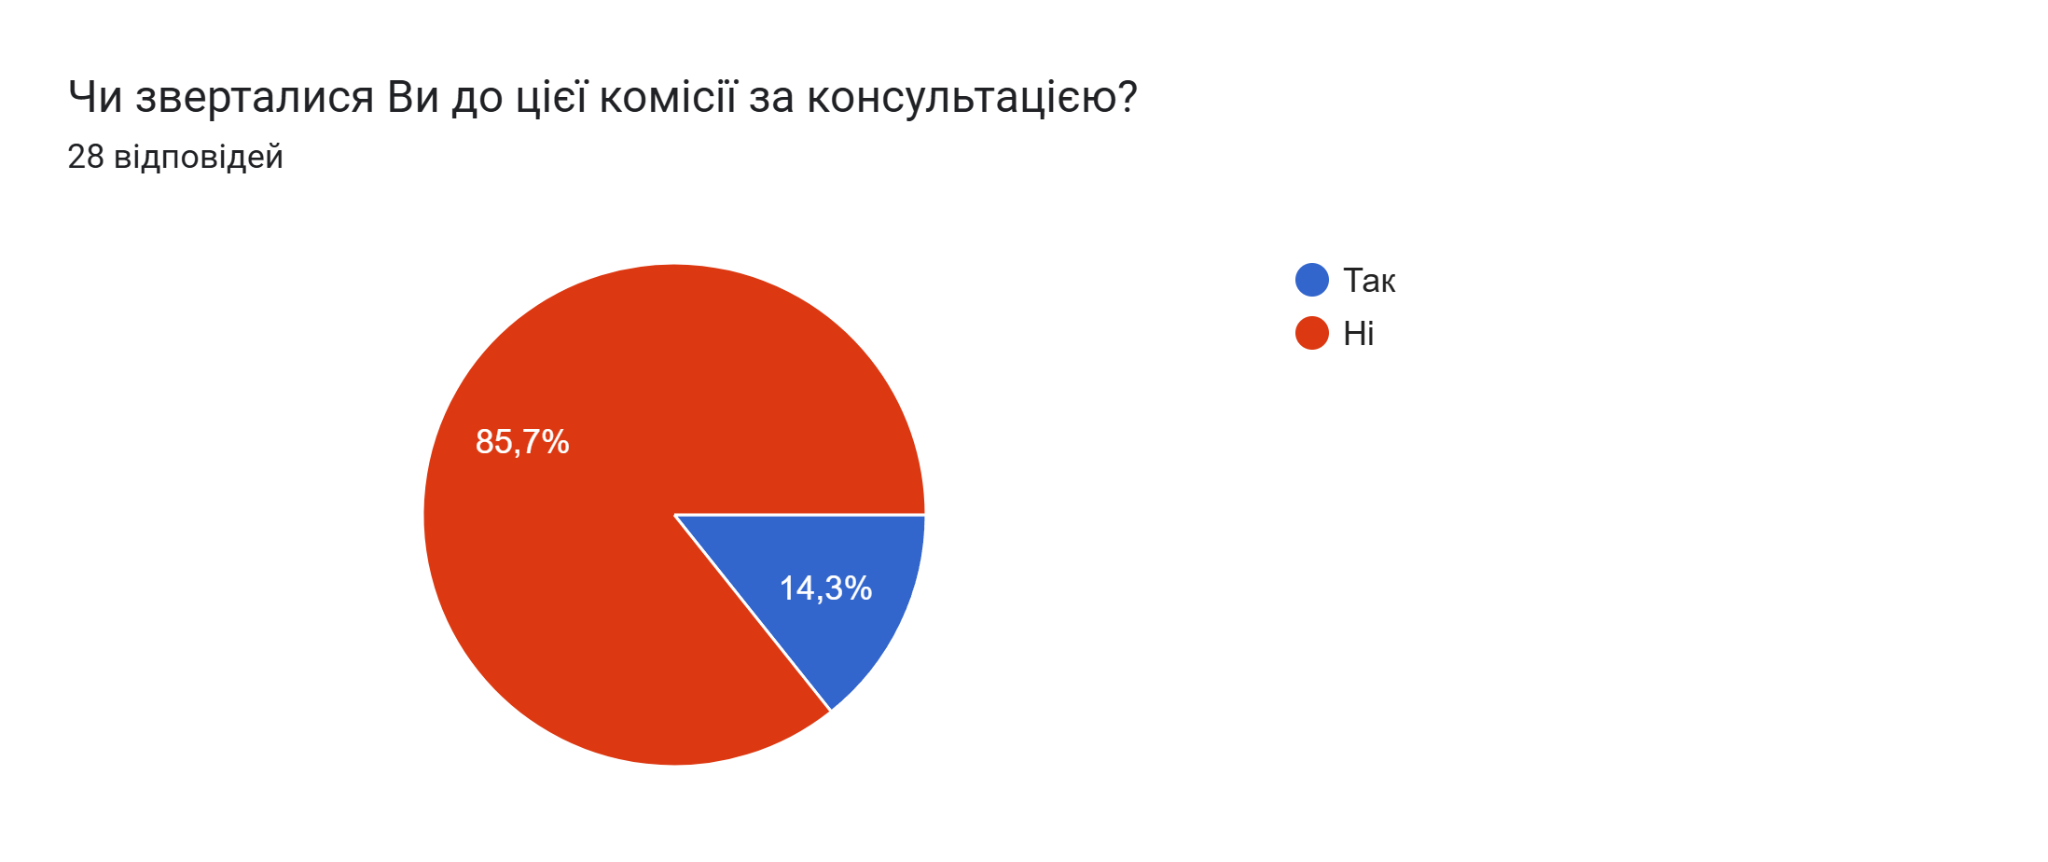 Чи зверталися Ви до цієї комісії за консультацією?
28 відповідей
Так
Ні
85,7%
14,3%